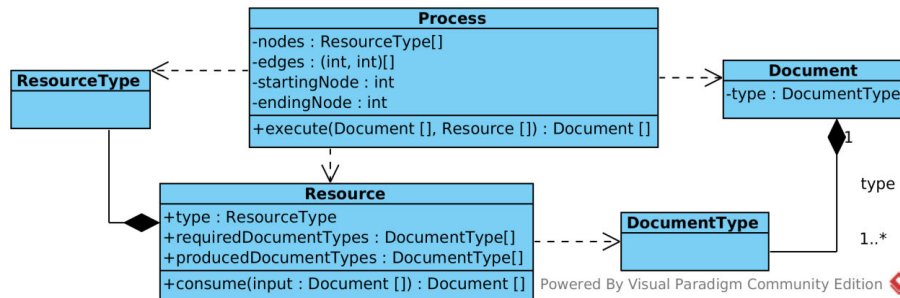 Process
-nodes : ResourceType[]
-edges : (int, int)[]
-startingNode : int
-endingNode : int
+execute(Document [], Resource []) : Document []
ResourceType
Document
-type : DocumentType
1
type
1..*
Resource
+type : ResourceType
+requiredDocumentTypes : DocumentType[]
+producedDocumentTypes : DocumentType[]
+consume(input : Document []) : Document []
DocumentType
Powered By Visual Paradigm Community Edition